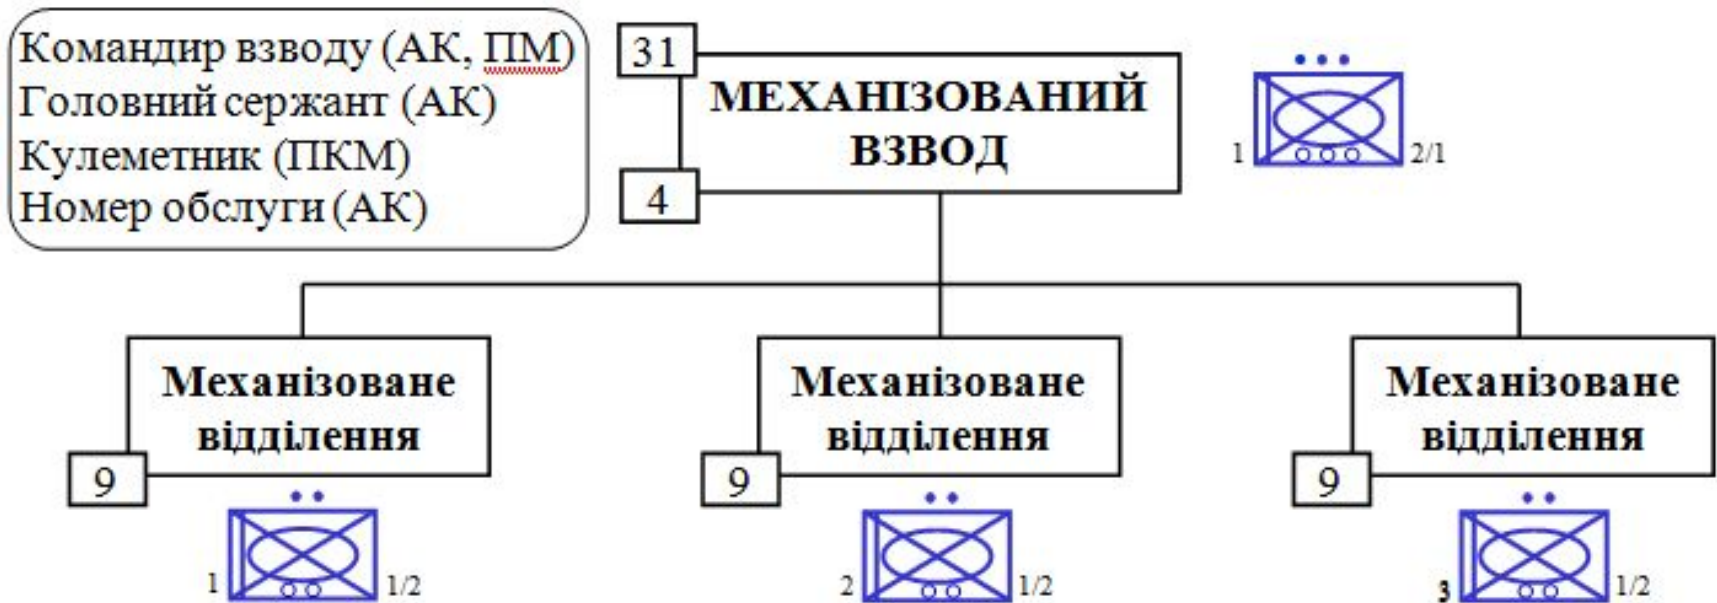 Командир взводу (АК, ПМ)
Головний сержант (АК)
Кулеметник (ПКМ)
Номер обслуги (АК)
31
МЕХАНІЗОВАНИЙ
ВЗВОД
4
1
2/1
Механізоване
відділення
9
1
1/2
Механізоване
відділення
9
2
1/2
Механізоване
відділення
9
3
1/2